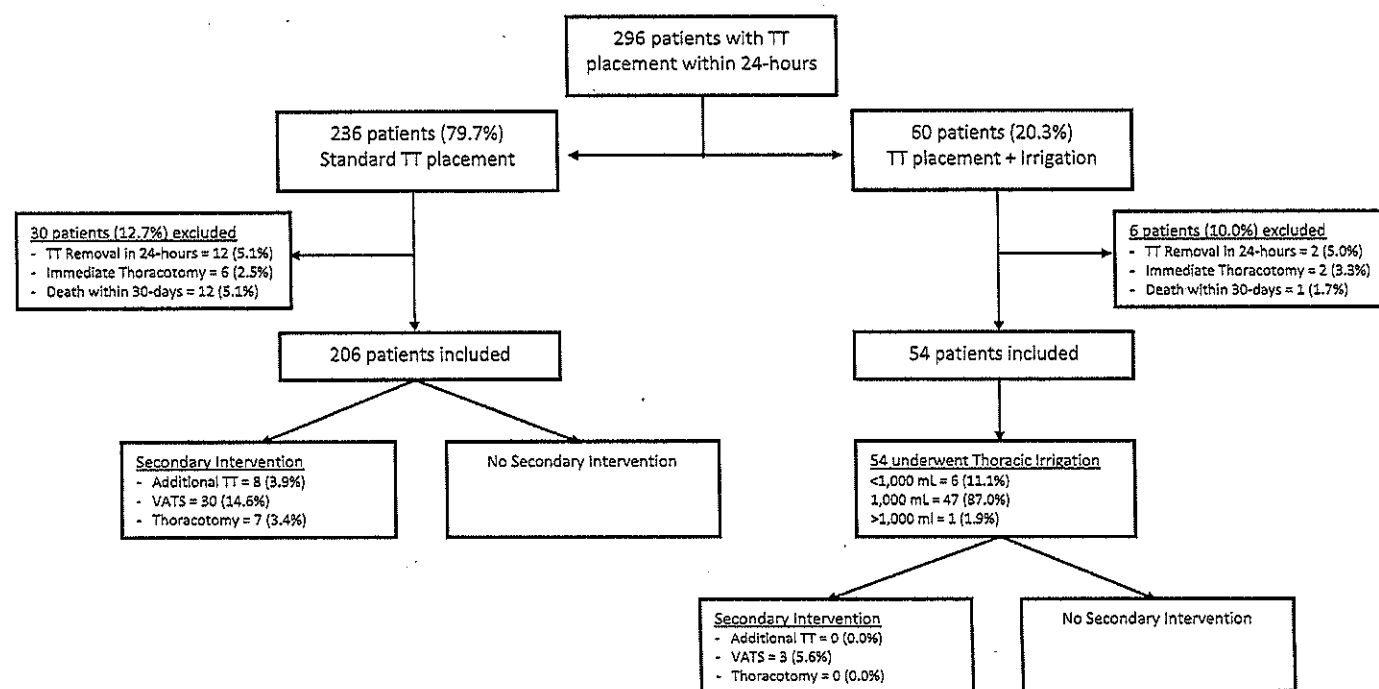 296 patients with TT
placement within 24-hours
236 patients (79.7%)
Standard TT placement
60 patients (20.3%)
TT placement + Irrigation
30 patients (12.7%) excluded
- TT Removal in 24-hours = 12 (5.1%)
- Immediate Thoracotomy = 6 (2.5%)
- Death within 30-days = 12 (5.1%)
6 patients (10.0%) excluded
- TT Removal in 24-hours = 2 (5.0%)
- Immediate Thoracotomy = 2 (3.3%)
- Death within 30-days = 1 (1.7%)
206 patients included
54 patients included
Secondary Intervention
- Additional TT = 8 (3.9%)
- VATS = 30 (14.6%)
- Thoracotomy = 7 (3.4%)
No Secondary Intervention
54 underwent Thoracic Irrigation
<1,000 mL = 6 (11.1%)
1,000 mL = 47 (87.0%)
>1,000 ml = 1 (1.9%)
Secondary Intervention
- Additional TT = 0 (0.0%)
- VATS = 3 (5.6%)
- Thoracotomy = 0 (0.0%)
No Secondary Intervention